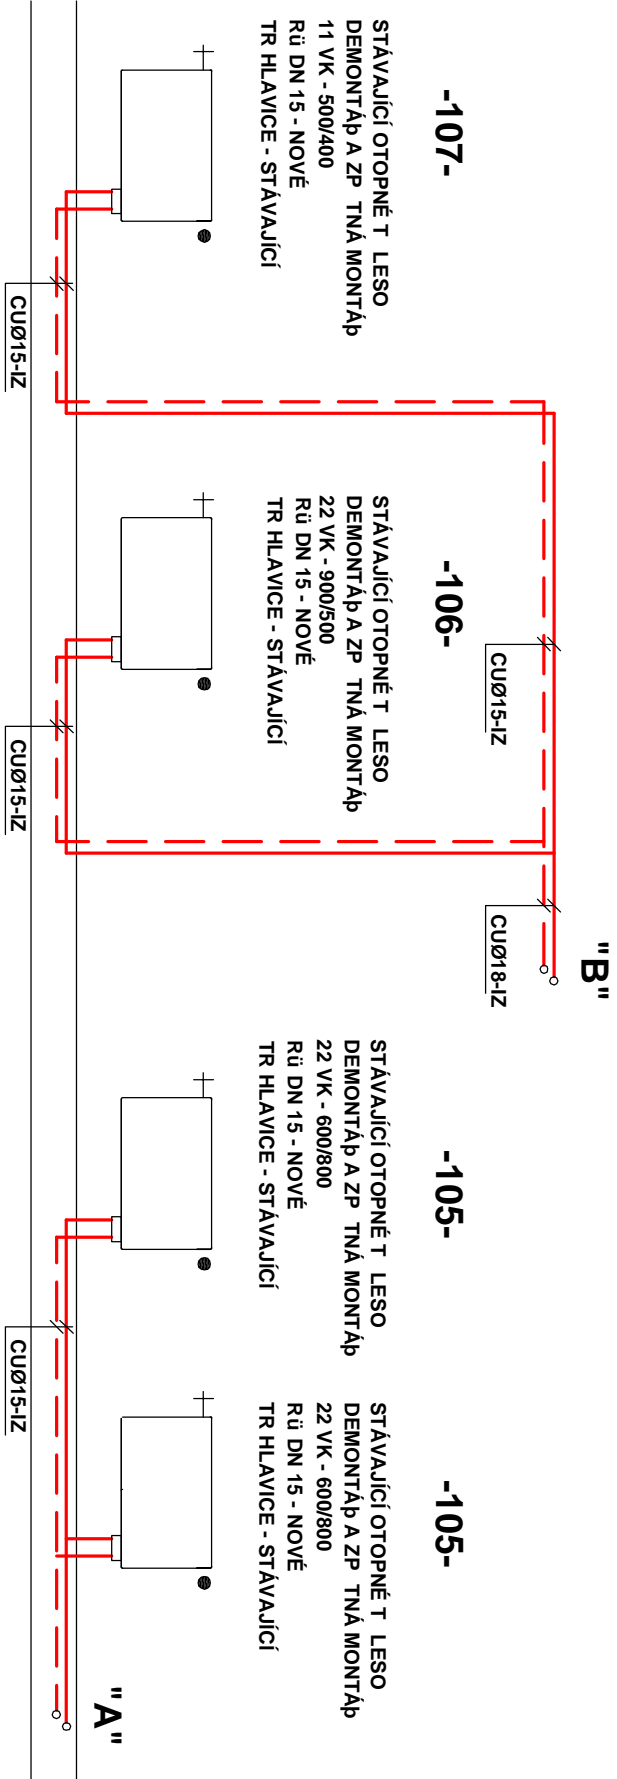 "B"
-107-
STÁVAJÍCÍ OTOPNÉ T LESO
DEMONTÁþ A ZP TNÁ MONTÁþ
11 VK - 500/400
Rü DN 15 - NOVÉ
TR HLAVICE - STÁVAJÍCÍ
CUØ15-IZ
-106-
STÁVAJÍCÍ OTOPNÉ T LESO
DEMONTÁþ A ZP TNÁ MONTÁþ
22 VK - 900/500
Rü DN 15 - NOVÉ
TR HLAVICE - STÁVAJÍCÍ
CUØ15-IZ
CUØ15-IZ
CUØ18-IZ
-105-
STÁVAJÍCÍ OTOPNÉ T LESO
DEMONTÁþ A ZP TNÁ MONTÁþ
22 VK - 600/800
Rü DN 15 - NOVÉ
TR HLAVICE - STÁVAJÍCÍ
CUØ15-IZ
-105-
STÁVAJÍCÍ OTOPNÉ T LESO
DEMONTÁþ A ZP TNÁ MONTÁþ
22 VK - 600/800
Rü DN 15 - NOVÉ
TR HLAVICE - STÁVAJÍCÍ
"A"